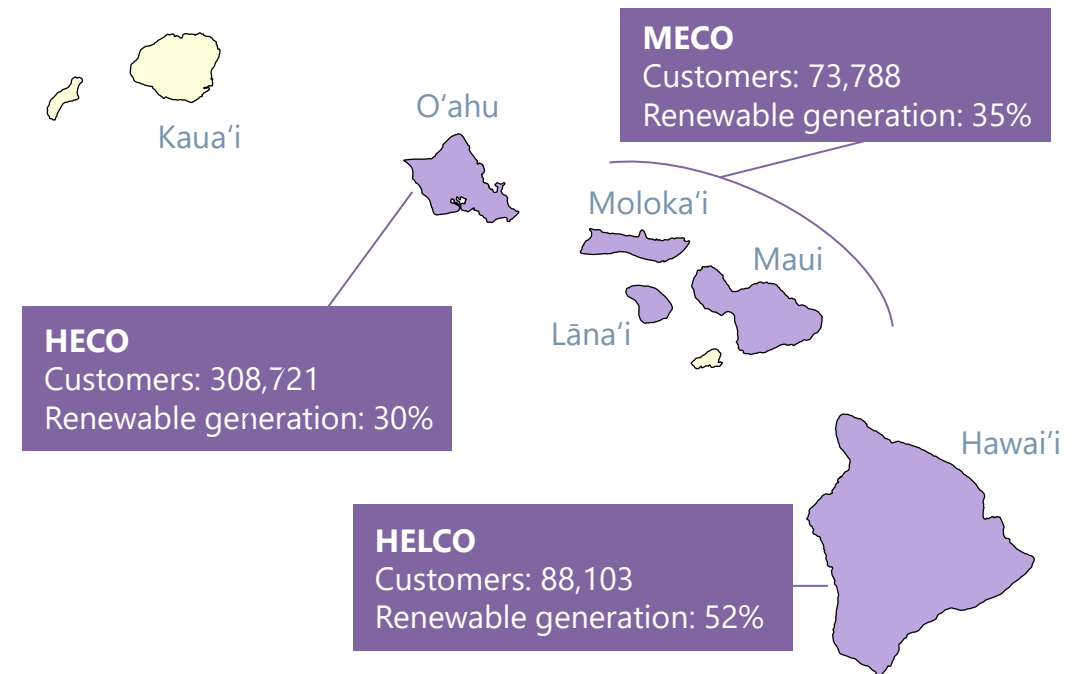 MECO
Customers: 73,788
Renewable generation: 35%
Oʻahu
Kauaʻi
Molokaʻi
Maui
Lānaʻi
HECO
Customers: 308,721
Renewable generation: 30%
Hawaiʻi
HELCO
Customers: 88,103
Renewable generation: 52%